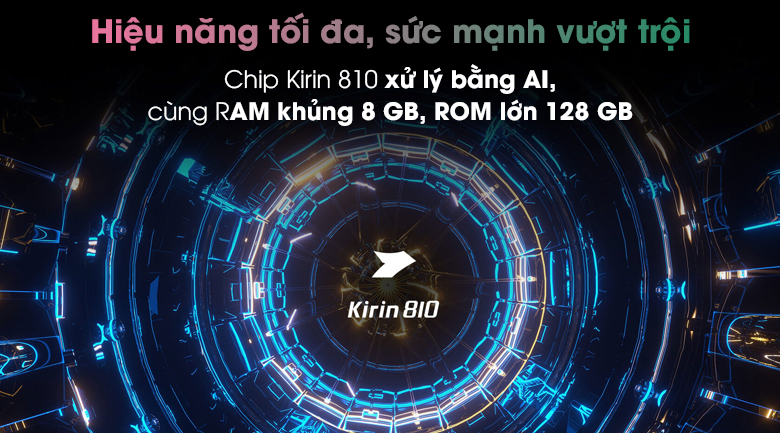 Hiệu năng tối đa, sức mạnh vượt trội
Chip Kirin 810 xử lý bằng AI,
cùng RAM khủng 8 GB, ROM lớn 128 GB
Kirin 810